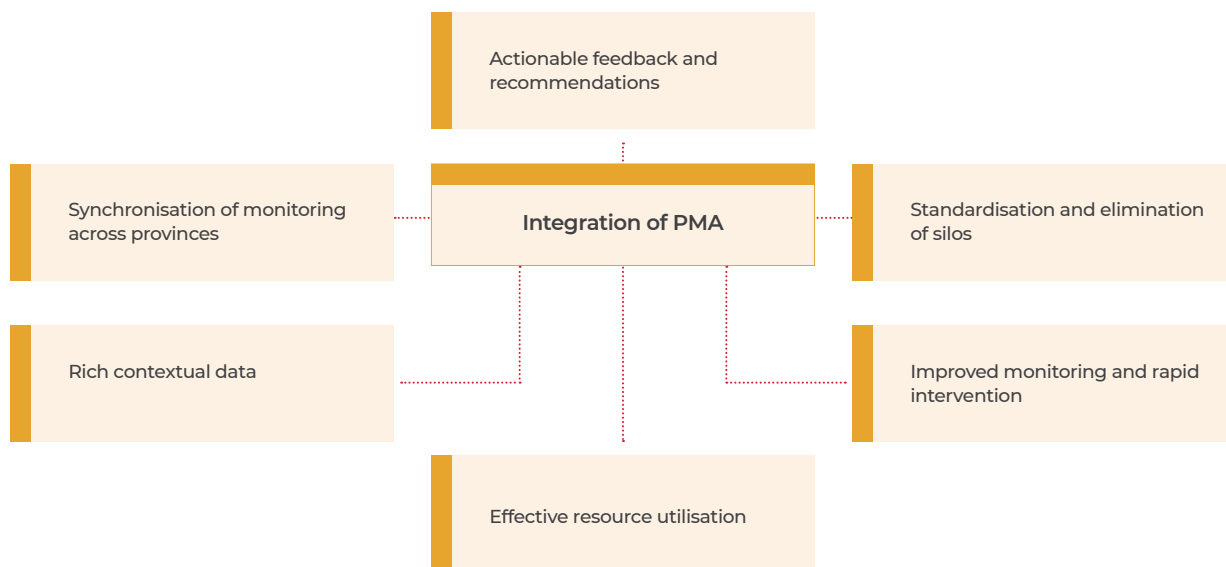 Actionable feedback and
recommendations
Synchronisation of monitoring
across provinces
Integration of PMA
Standardisation and elimination
of silos
Rich contextual data
Improved monitoring and rapid
intervention
Effective resource utilisation